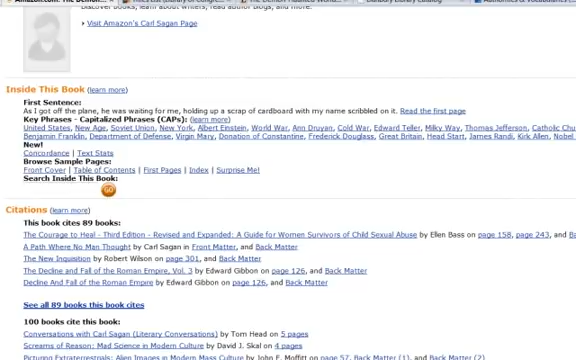 Discover books, learn about writers, read author blogs, and more.
Visit Amazon's Carl Sagan Page
Inside This Book (learn more)
First Sentence:
As I got off the plane, he was waiting for me, holding up a scrap of cardboard with my name scribbled on it. Read the first page
Key Phrases - Capitalized Phrases (CAPs): (learn more)
United States, New Age, Soviet Union, New York, Albert Einstein, World War, Ann Druyan, Cold War, Edward Teller, Milky Way, Thomas Jefferson, Catholic Chu
Benjamin Franklin, Department of Defense, Virgin Mary, Donation of Constantine, Frederick Douglass, Great Britain, Head Start, James Randi, Kirk Allen, Nobel
New!
Concordance | Text Stats
Browse Sample Pages:
Front Cover | Table of Contents | First Pages | Index | Surprise Me!
Search Inside This Book:
GO
Citations (learn more)
This book cites 89 books:
The Courage to Heal - Third Edition - Revised and Expanded: A Guide for Women Survivors of Child Sexual Abuse by Ellen Bass on page 158, page 243, and Ba
A Path Where No Man Thought by Carl Sagan in Front Matter, and Back Matter
The New Inquisition by Robert Wilson on page 301, and Back Matter
The Decline and Fall of the Roman Empire, Vol. 3 by Edward Gibbon on page 126, and Back Matter
Decline And Fall of the Roman Empire by Edward Gibbon on page 126, and Back Matter
See all 89 books this book cites
100 books cite this book:
Conversations with Carl Sagan (Literary Conversations) by Tom Head on 5 pages
Screams of Reason: Mad Science in Modern Culture by David J. Skal on 4 pages
Picturing Extraterrestrials: Alien Images in Modern Mass Culture by John F. Moffitt on page 57, Back Matter (1), and Back Matter (2)